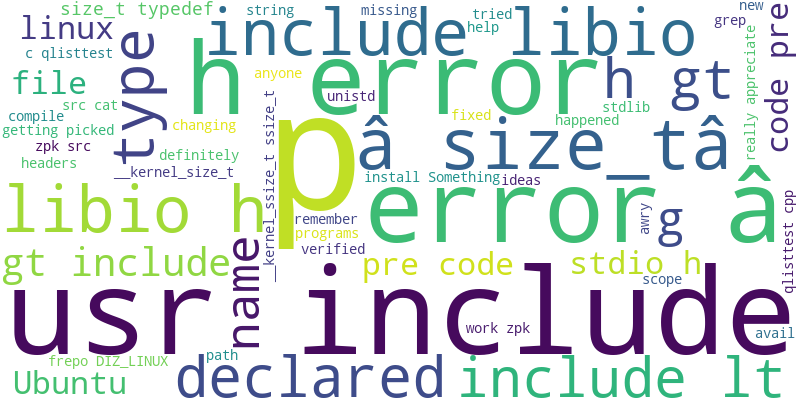 size_t typedef
string
missing
tried
new
linux
include libio
help
grep
c qlisttest
type
h error
h gt
code pre
file
anyone
unistd
really appreciate
src cat
stdlib
compile
changing
p
fixed
happened
getting picked
â size_tâ
zpk src
definitely
headers
__kernel_size_t
__kernel_ssize_t ssize_t
install Something
ideas
libio h
error â
remember
awry
g
qlisttest cpp
programs
name
verified
gt include
pre code
stdio h
scope
usr include
work zpk
avail
frepo DIZ_LINUX
path
Ubuntu
declared
include lt